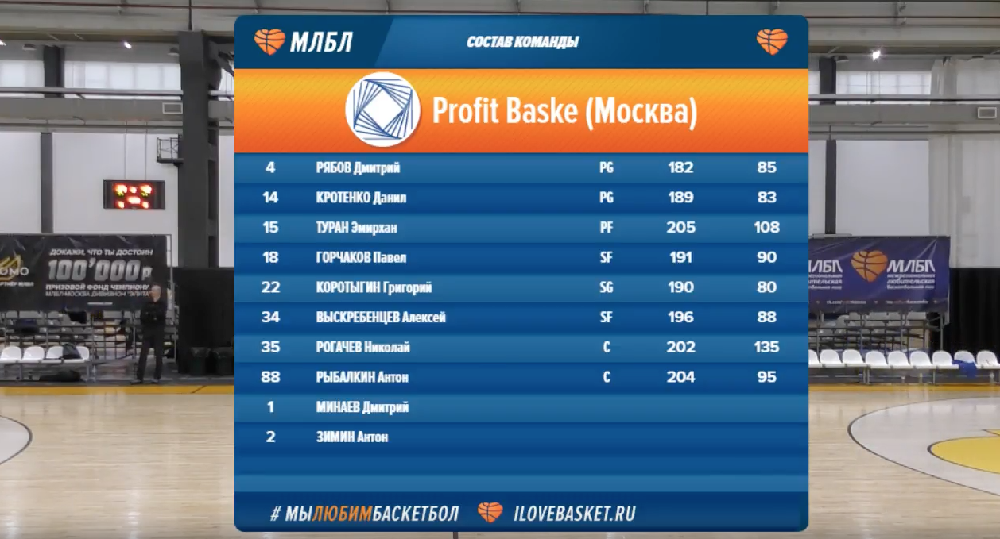 МЛБЛ
СОСТАВ КОМАНДЫ
Profit Baske (Москва)
4 РЯБОВ Дмитрий PG 182 85
14 КРОТЕНКО Данил PG 189 83
15 ТУРАН Эмирхан PF 205 108
18 ГОРЧАКОВ Павел SF 191 90
22 КОРОТЫГИН Григорий SG 190 80
34 ВЫСКРЕБЕНЦЕВ Алексей SF 196 88
35 РОГАЧЕВ Николай C 202 135
88 РЫБАЛКИН Антон C 204 95
1 МИНАЕВ Дмитрий
2 ЗИМИН Антон
# МЫЛЮБИМБАСКЕТБОЛ ILOVEBASKET.RU
ДОКАЖИ, ЧТО ТЫ ДОСТОИН
100'000 р
ПРИЗОВОЙ ФОНД ЧЕМПИОНУ
МЛБЛ-МОСКВА ДИВИЗИОН "ЭЛИТА"
МЛБЛ
МЛБЛ
межрегиональная
любительская
баскетбольная лига